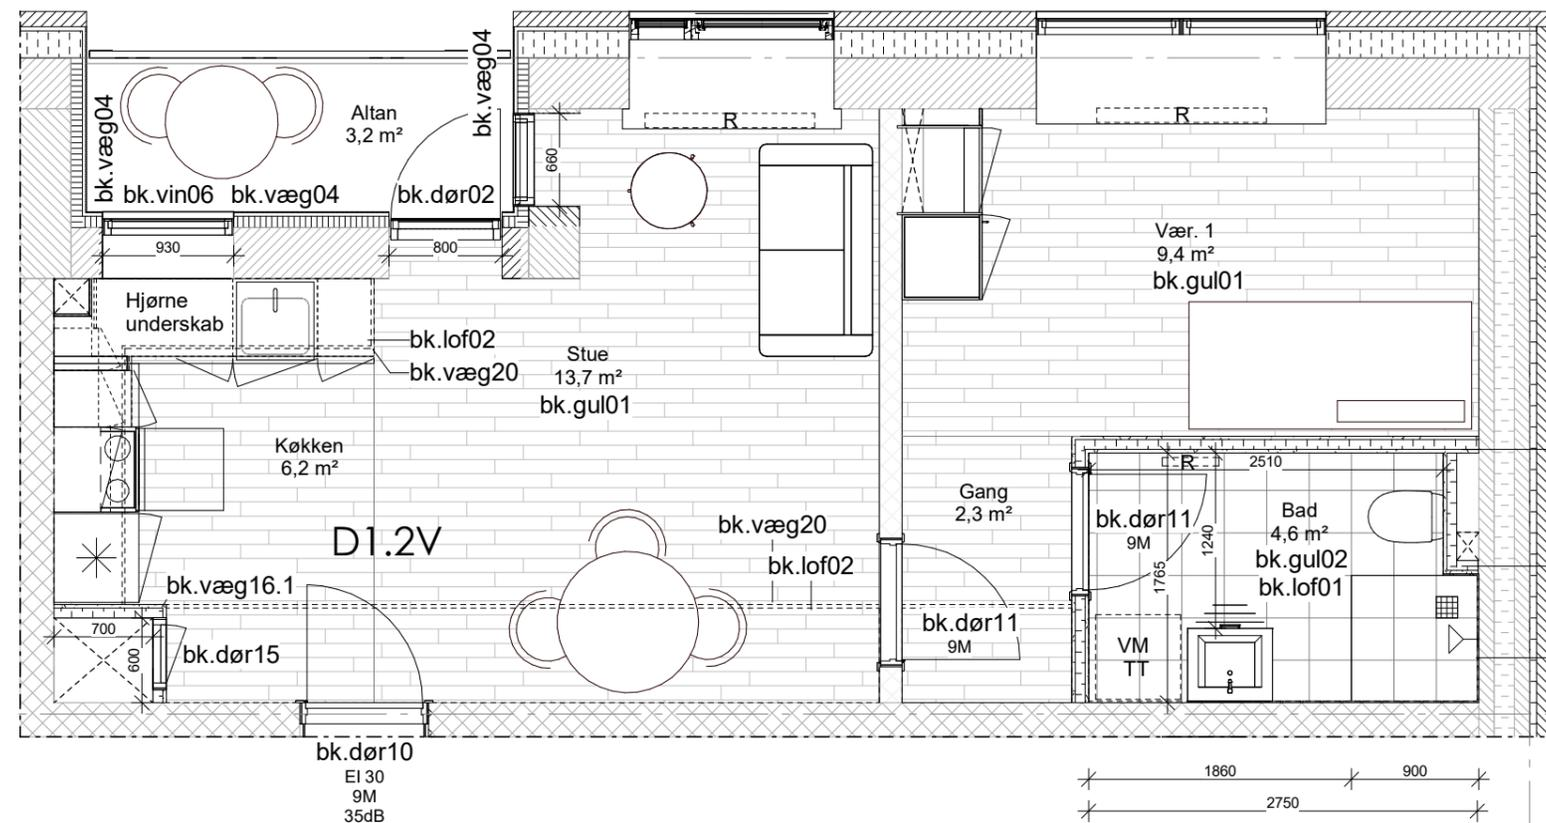 bk.væg04
bk.væg04
Altan
3,2 m²
bk.vin06
bk.væg04
bk.dør02
660
R
R
930
800
Hjørne
underskab
bk.lof02
bk.væg20
Stue
13,7 m²
bk.gul01
Vær. 1
9,4 m²
bk.gul01
Køkken
6,2 m²
D1.2V
bk.væg16.1
700
600
bk.dør15
bk.væg20
bk.lof02
Gang
2,3 m²
bk.dør11
9M
R
2510
bk.dør11
9M
1240
1765
Bad
4,6 m²
bk.gul02
bk.lof01
VM
TT
bk.dør10
EI 30
9M
35dB
1860
900
2750